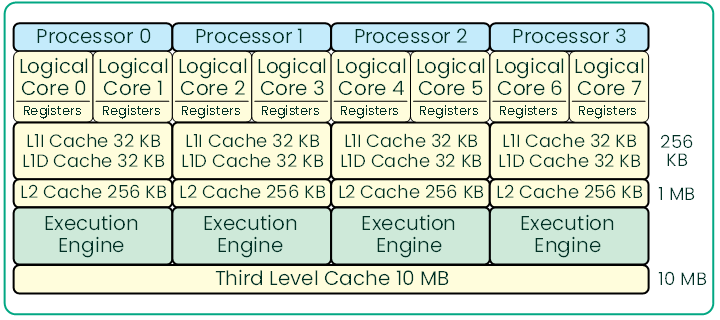 Processor 0 Processor 1 Processor 2 Processor 3
Logical Logical Logical Logical Logical Logical Logical Logical
Core 0 Core 1 Core 2 Core 3 Core 4 Core 5 Core 6 Core 7
Registers Registers Registers Registers Registers Registers Registers Registers
L1I Cache 32 KB L1I Cache 32 KB L1I Cache 32 KB L1I Cache 32 KB 256
L1D Cache 32 KB L1D Cache 32 KB L1D Cache 32 KB L1D Cache 32 KB KB
L2 Cache 256 KB L2 Cache 256 KB L2 Cache 256 KB L2 Cache 256 KB 1 MB
Execution Execution Execution Execution
Engine Engine Engine Engine
Third Level Cache 10 MB 10 MB